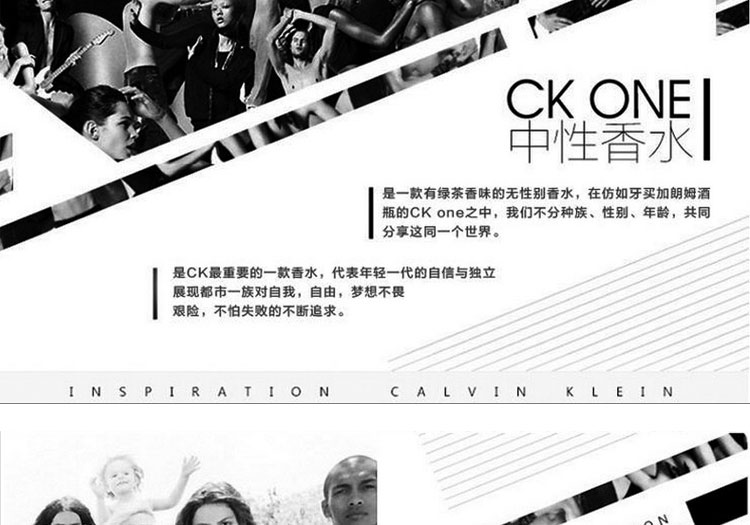 CK ONE
中性香水
是一款有绿茶香味的无性别香水，在仿如牙买加朗姆酒
瓶的CK one之中，我们不分种族、性别、年龄，共同
分享这同一个世界。
是CK最重要的一款香水，代表年轻一代的自信与独立
展现都市一族对自我，自由，梦想不畏
艰险，不怕失败的不断追求。
INSPIRATION CALVIN KLEIN